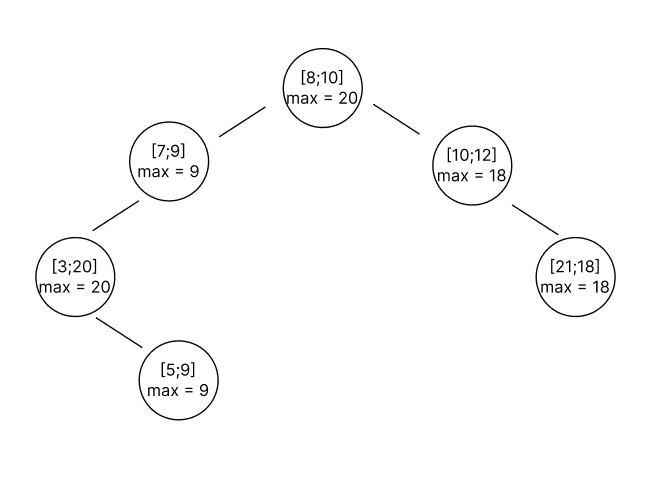 [8;10]
max = 20
[7;9]
max = 9
[10;12]
max = 18
[3;20]
max = 20
[21;18]
max = 18
[5;9]
max = 9